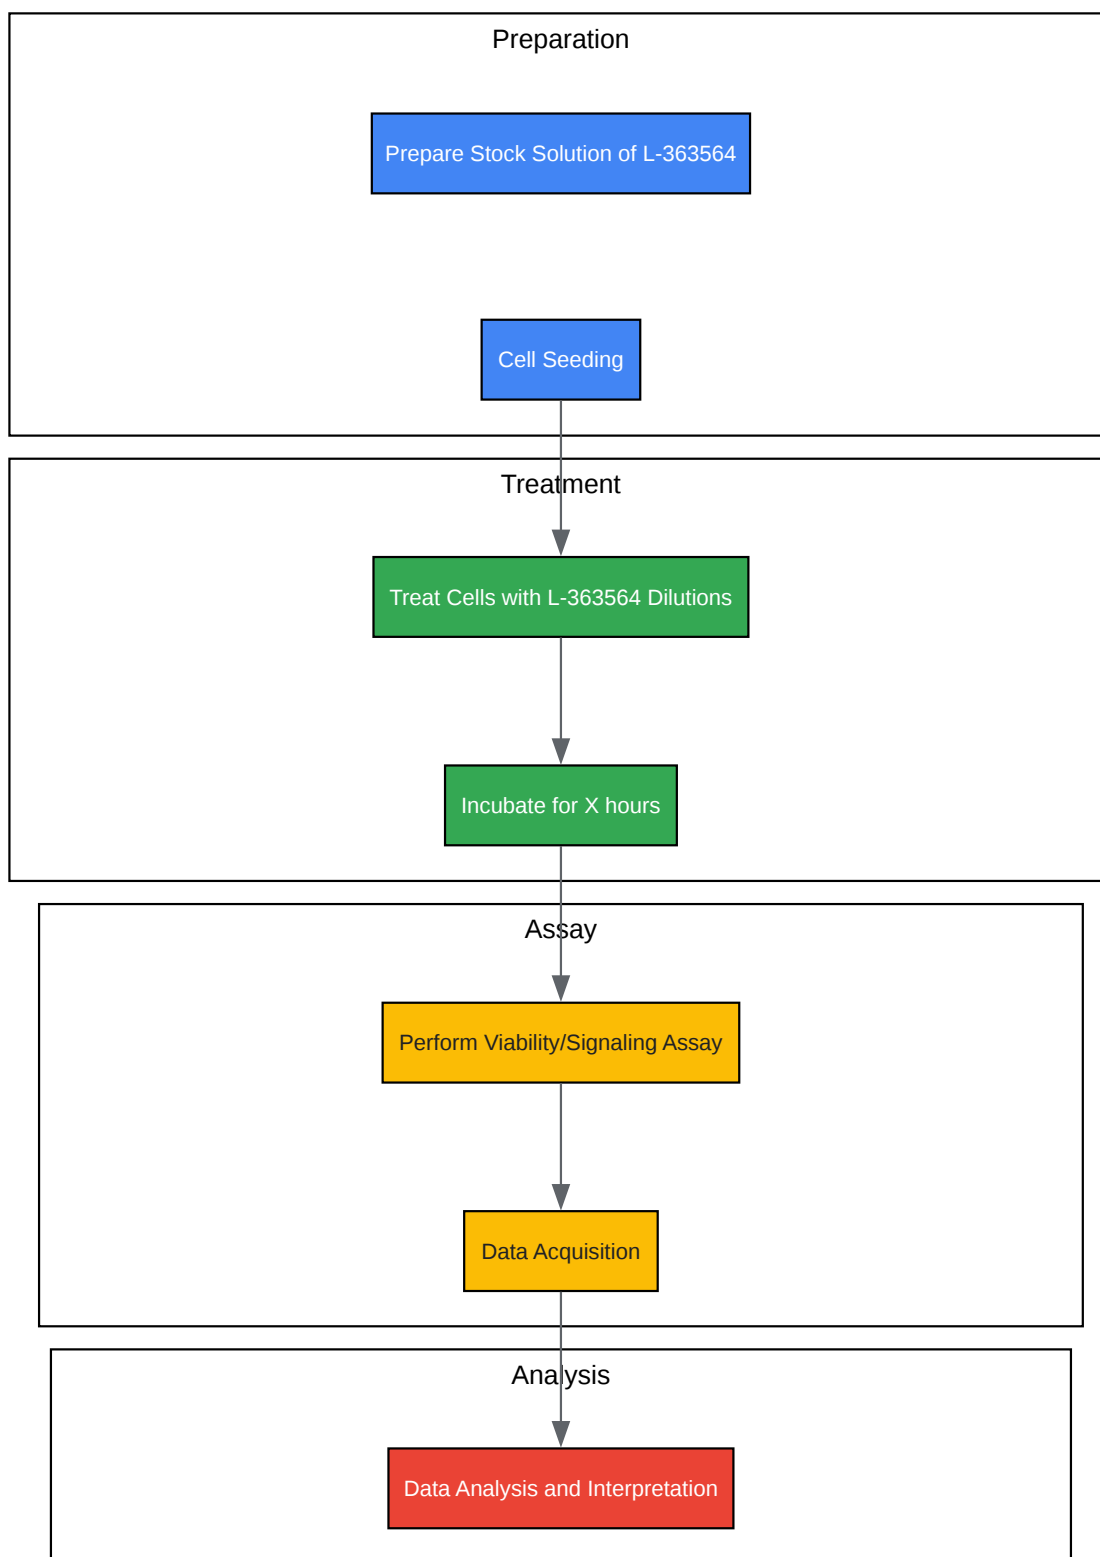 Preparation
Prepare Stock Solution of L-363564
Cell Seeding
Treatment
Treat Cells with L-363564 Dilutions
Incubate for X hours
Assay
Perform Viability/Signaling Assay
Data Acquisition
Analysis
Data Analysis and Interpretation